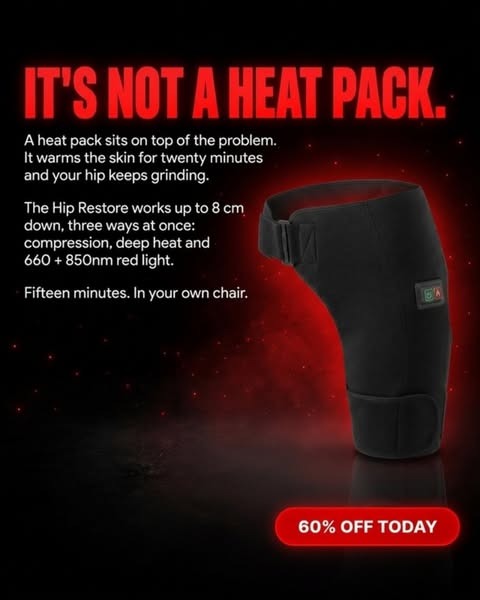 IT'S NOT A HEAT PACK.
A heat pack sits on top of the problem.
It warms the skin for twenty minutes
and your hip keeps grinding.
The Hip Restore works up to 8 cm
down, three ways at once:
compression, deep heat and
660 + 850nm red light.
Fifteen minutes. In your own chair.
60% OFF TODAY